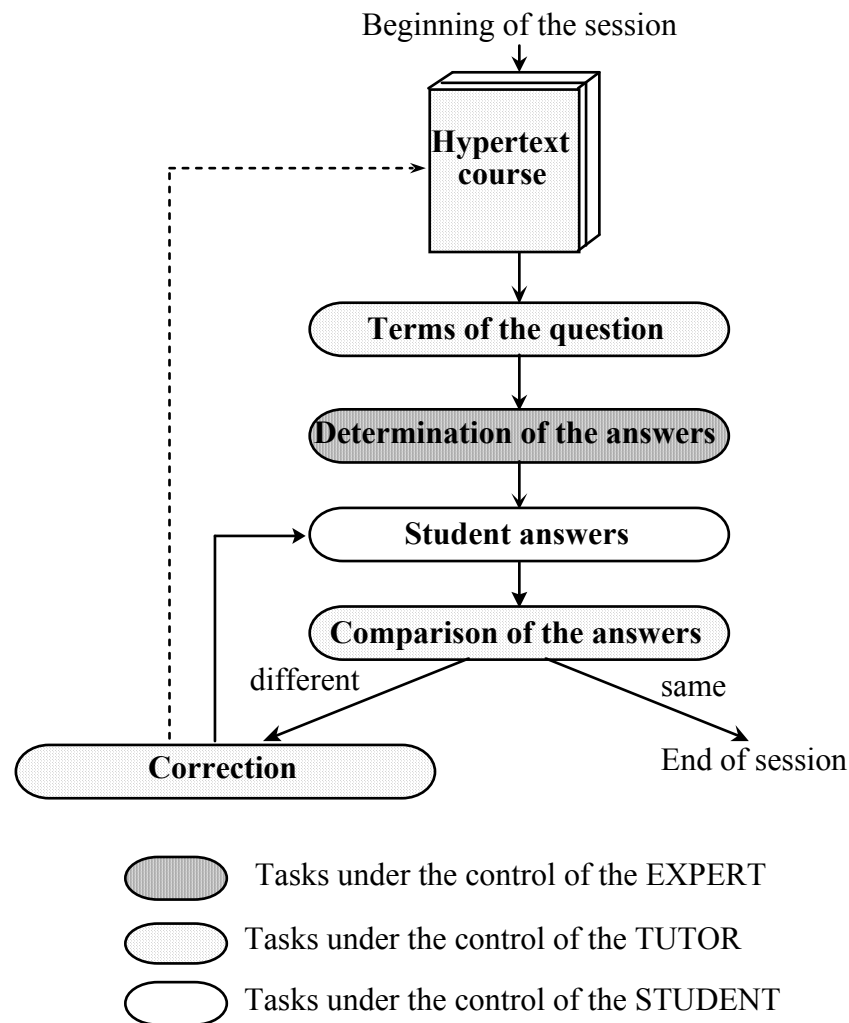 Beginning of the session
Hypertext
course
Terms of the question
Determination of the answers
Student answers
Comparison of the answers
different
same
Correction
End of session
Tasks under the control of the EXPERT
Tasks under the control of the TUTOR
Tasks under the control of the STUDENT